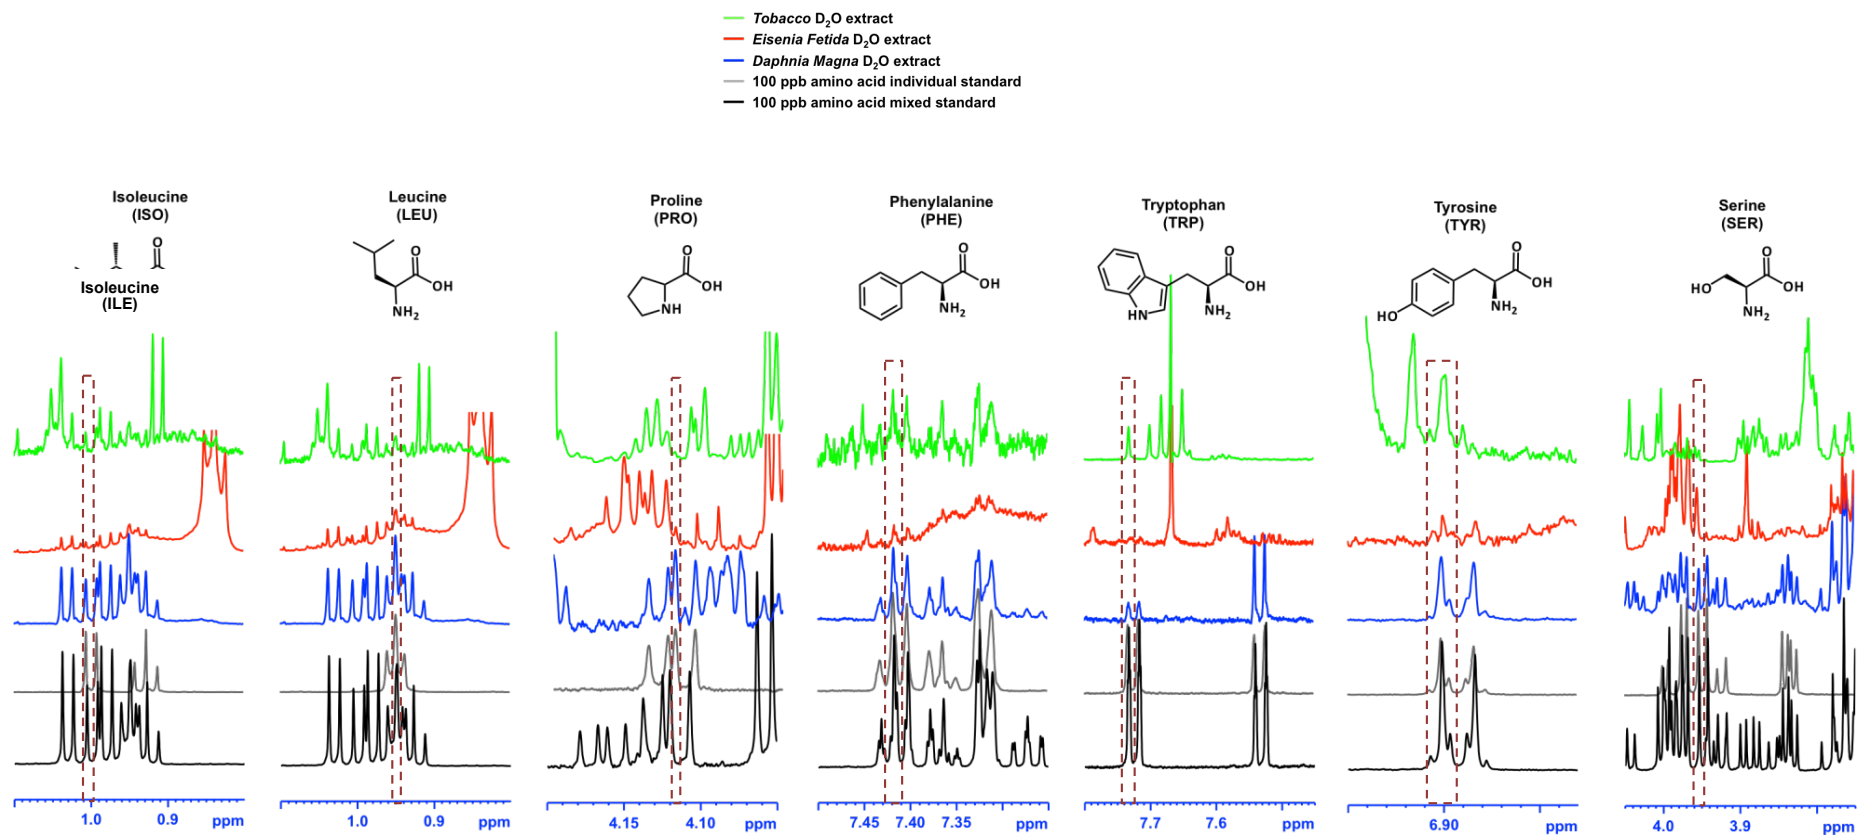 Tobacco D2O extract
Eisenia Fetida D2O extract
Daphnia Magna D2O extract
100 ppb amino acid individual standard
100 ppb amino acid mixed standard
Isoleucine
(ISO)
O
Isoleucine
(ILE)
Leucine
(LEU)
O
OH
NH2
Proline
(PRO)
O
OH
NH
Phenylalanine
(PHE)
O
OH
NH2
Tryptophan
(TRP)
O
OH
HN
NH2
Tyrosine
(TYR)
O
OH
HO
NH2
Serine
(SER)
O
HO
OH
NH2
1.0 0.9 ppm
1.0 0.9 ppm
4.15 4.10 ppm
7.45 7.40 7.35 ppm
7.7 7.6 ppm
6.90 ppm
4.0 3.9 ppm